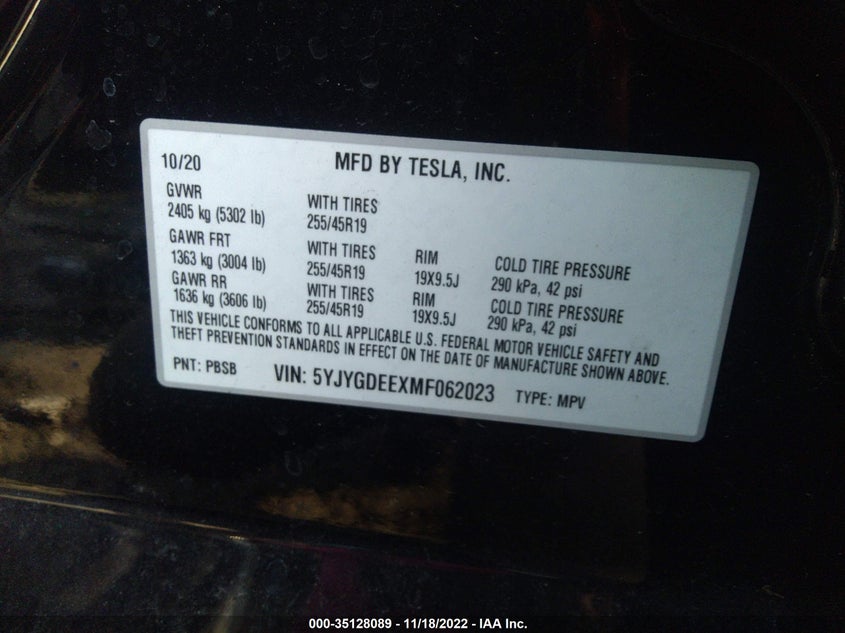 10/20 MFD BY TESLA, INC.
GVWR
2405 kg (5302 lb) WITH TIRES
255/45R19
GAWR FRT
1363 kg (3004 lb) WITH TIRES
255/45R19 RIM
19X9.5J COLD TIRE PRESSURE
290 kPa, 42 psi
GAWR RR
1636 kg (3606 lb) WITH TIRES
255/45R19 RIM
19X9.5J COLD TIRE PRESSURE
290 kPa, 42 psi
THIS VEHICLE CONFORMS TO ALL APPLICABLE U.S. FEDERAL MOTOR VEHICLE SAFETY AND
THEFT PREVENTION STANDARDS IN EFFECT ON THE DATE OF MANUFACTURE SHOWN ABOVE.
PNT: PBSB VIN: 5YJYGDEEXMF062023 TYPE: MPV
000-35128089 - 11/18/2022 - IAA Inc.